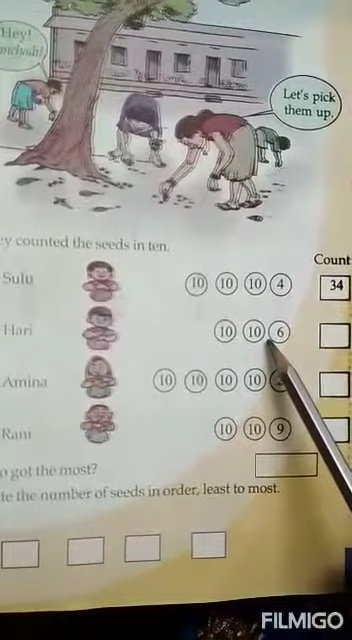 Hey!
Let's pick
them up.
y counted the seeds in ten.
Count
Sulu 10 10 10 4 34
Hari 10 10 6
Amina 10 10 10 10
Ram 10 10 9
o got the most?
te the number of seeds in order, least to most.
FILMIGO